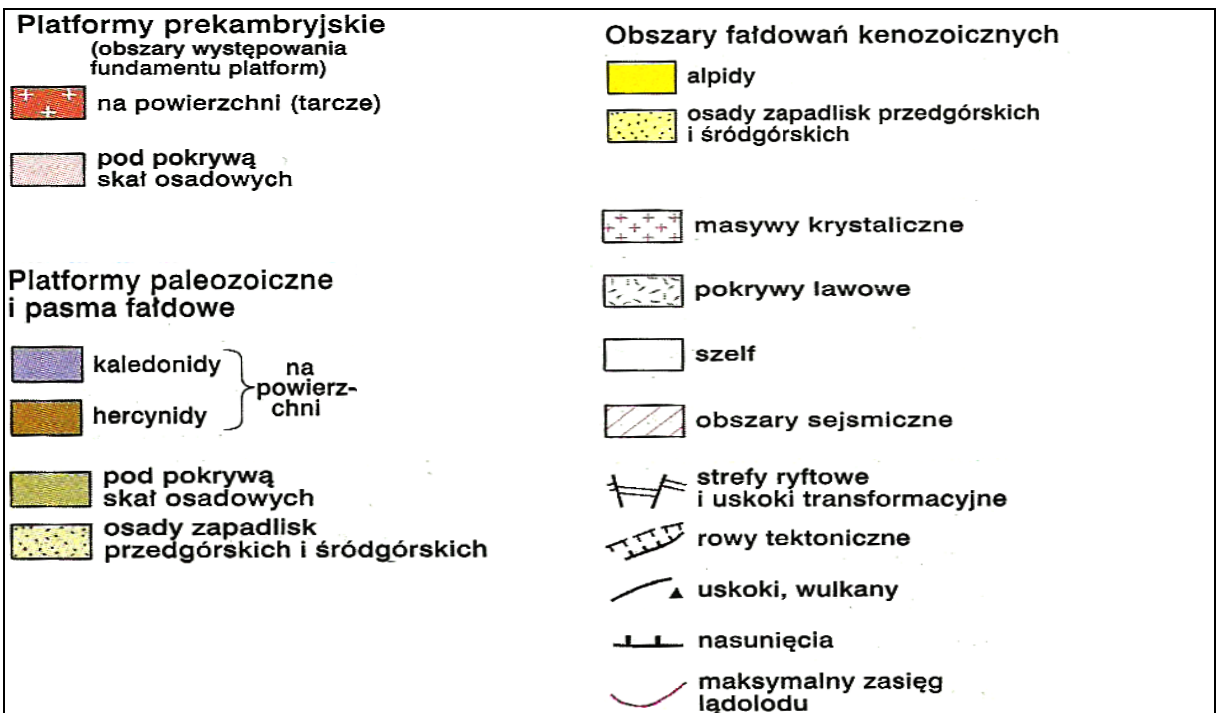 Platformy prekambryjskie
(obszary występowania
fundamentu platform)
na powierzchni (tarcze)
pod pokrywą
skał osadowych
Platformy paleozoiczne
i pasma fałdowe
kaledonidy
hercynidy
na
powierz-
chni
pod pokrywą
skał osadowych
osady zapadlisk
przedgórskich i śródgórskich
Obszary fałdowań kenozoicznych
alpidy
osady zapadlisk przedgórskich
i śródgórskich
masywy krystaliczne
pokrywy lawowe
szelf
obszary sejsmiczne
strefy ryftowe
i uskoki transformacyjne
rowy tektoniczne
uskoki, wulkany
nasunięcia
maksymalny zasięg
lądolodu